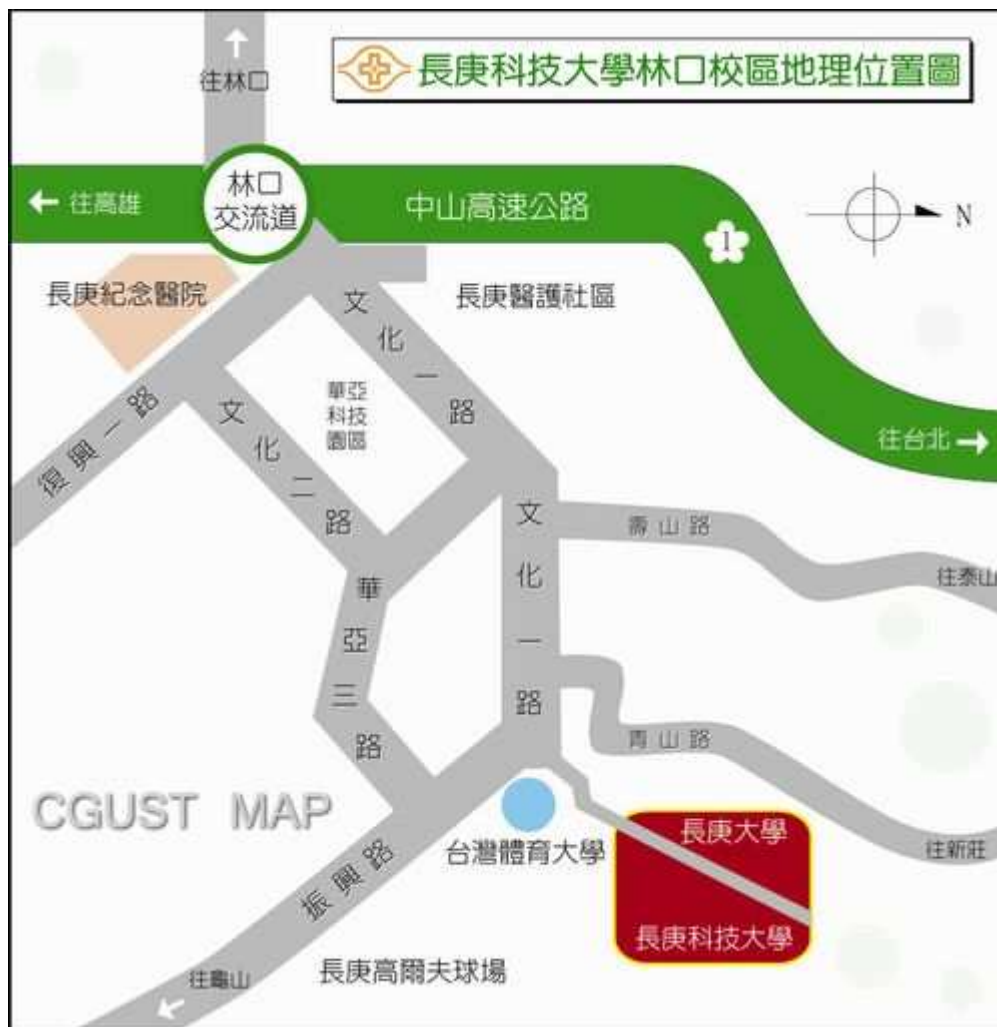 長庚科技大學林口校區地理位置圖
往林口
林口
交流道
← 往高雄
中山高速公路
1
N
長庚紀念醫院
長庚醫護社區
文化一路
華亞
科技
園區
復興一路
文化二路
往台北 →
文化一路
壽山路
往泰山
華亞三路
青山路
CGUST MAP
長庚大學
台灣體育大學
往新莊
振興路
長庚科技大學
長庚高爾夫球場
往龜山